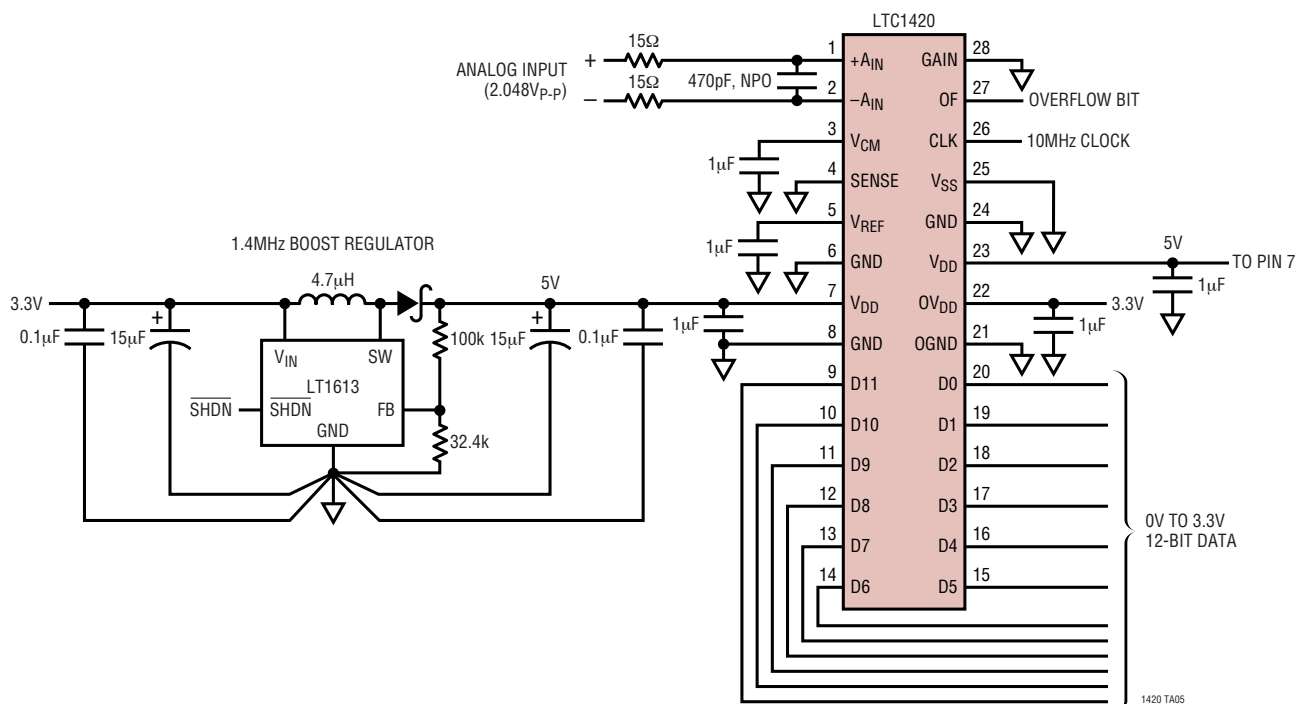 LTC1420
ANALOG INPUT
(2.048VP-P)
+
–
15Ω
15Ω
470pF, NPO
1
+AIN
2
–AIN
3
VCM
1µF
4
SENSE
5
VREF
1µF
6
GND
7
VDD
1µF
8
GND
9
D11
10
D10
11
D9
12
D8
13
D7
14
D6
28
GAIN
27
OF
OVERFLOW BIT
26
CLK
10MHz CLOCK
25
VSS
24
GND
23
VDD
5V
TO PIN 7
1µF
22
OVDD
3.3V
1µF
21
OGND
20
D0
19
D1
18
D2
17
D3
16
D4
15
D5
0V TO 3.3V
12-BIT DATA
1.4MHz BOOST REGULATOR
4.7µH
3.3V
5V
0.1µF
15µF
+
VIN
SW
LT1613
SHDN
SHDN
FB
GND
100k
32.4k
+
15µF
0.1µF
1420 TA05